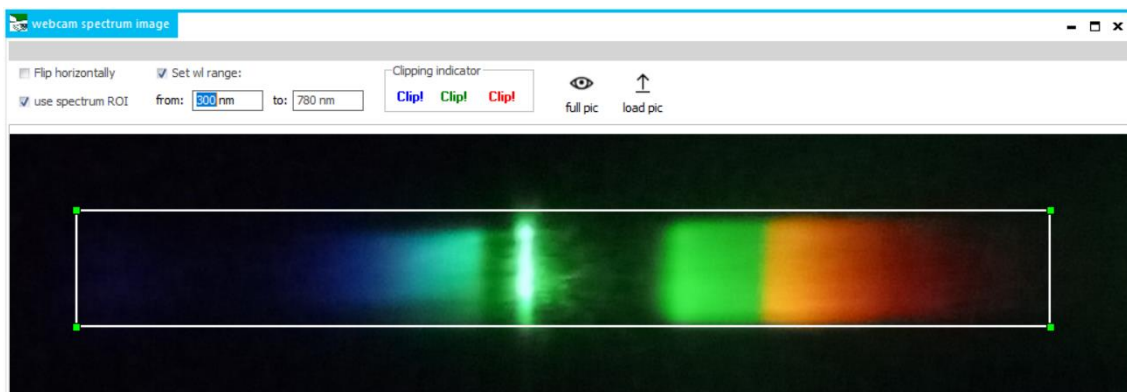 webcam spectrum image
Flip horizontally
Set wl range:
Clipping indicator
use spectrum ROI
from: 300 nm
to: 780 nm
Clip! Clip! Clip!
full pic
load pic